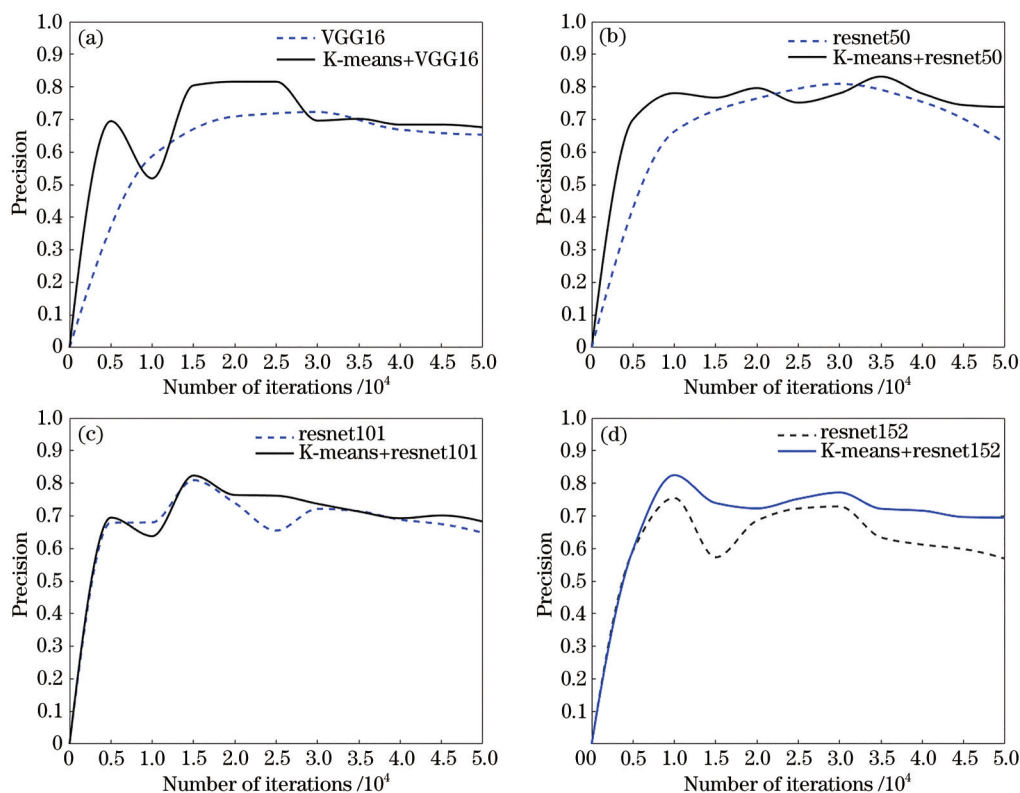 (a)
VGG16
K-means+VGG16
Precision
1.0
0.9
0.8
0.7
0.6
0.5
0.4
0.3
0.2
0.1
0
0 0.5 1.0 1.5 2.0 2.5 3.0 3.5 4.0 4.5 5.0
Number of iterations /10⁴
(b)
resnet50
K-means+resnet50
Precision
1.0
0.9
0.8
0.7
0.6
0.5
0.4
0.3
0.2
0.1
0
0 0.5 1.0 1.5 2.0 2.5 3.0 3.5 4.0 4.5 5.0
Number of iterations /10⁴
(c)
resnet101
K-means+resnet101
Precision
1.0
0.9
0.8
0.7
0.6
0.5
0.4
0.3
0.2
0.1
0
0 0.5 1.0 1.5 2.0 2.5 3.0 3.5 4.0 4.5 5.0
Number of iterations /10⁴
(d)
resnet152
K-means+resnet152
Precision
1.0
0.9
0.8
0.7
0.6
0.5
0.4
0.3
0.2
0.1
0
00 0.5 1.0 1.5 2.0 2.5 3.0 3.5 4.0 4.5 0.0
Number of iterations /10⁴